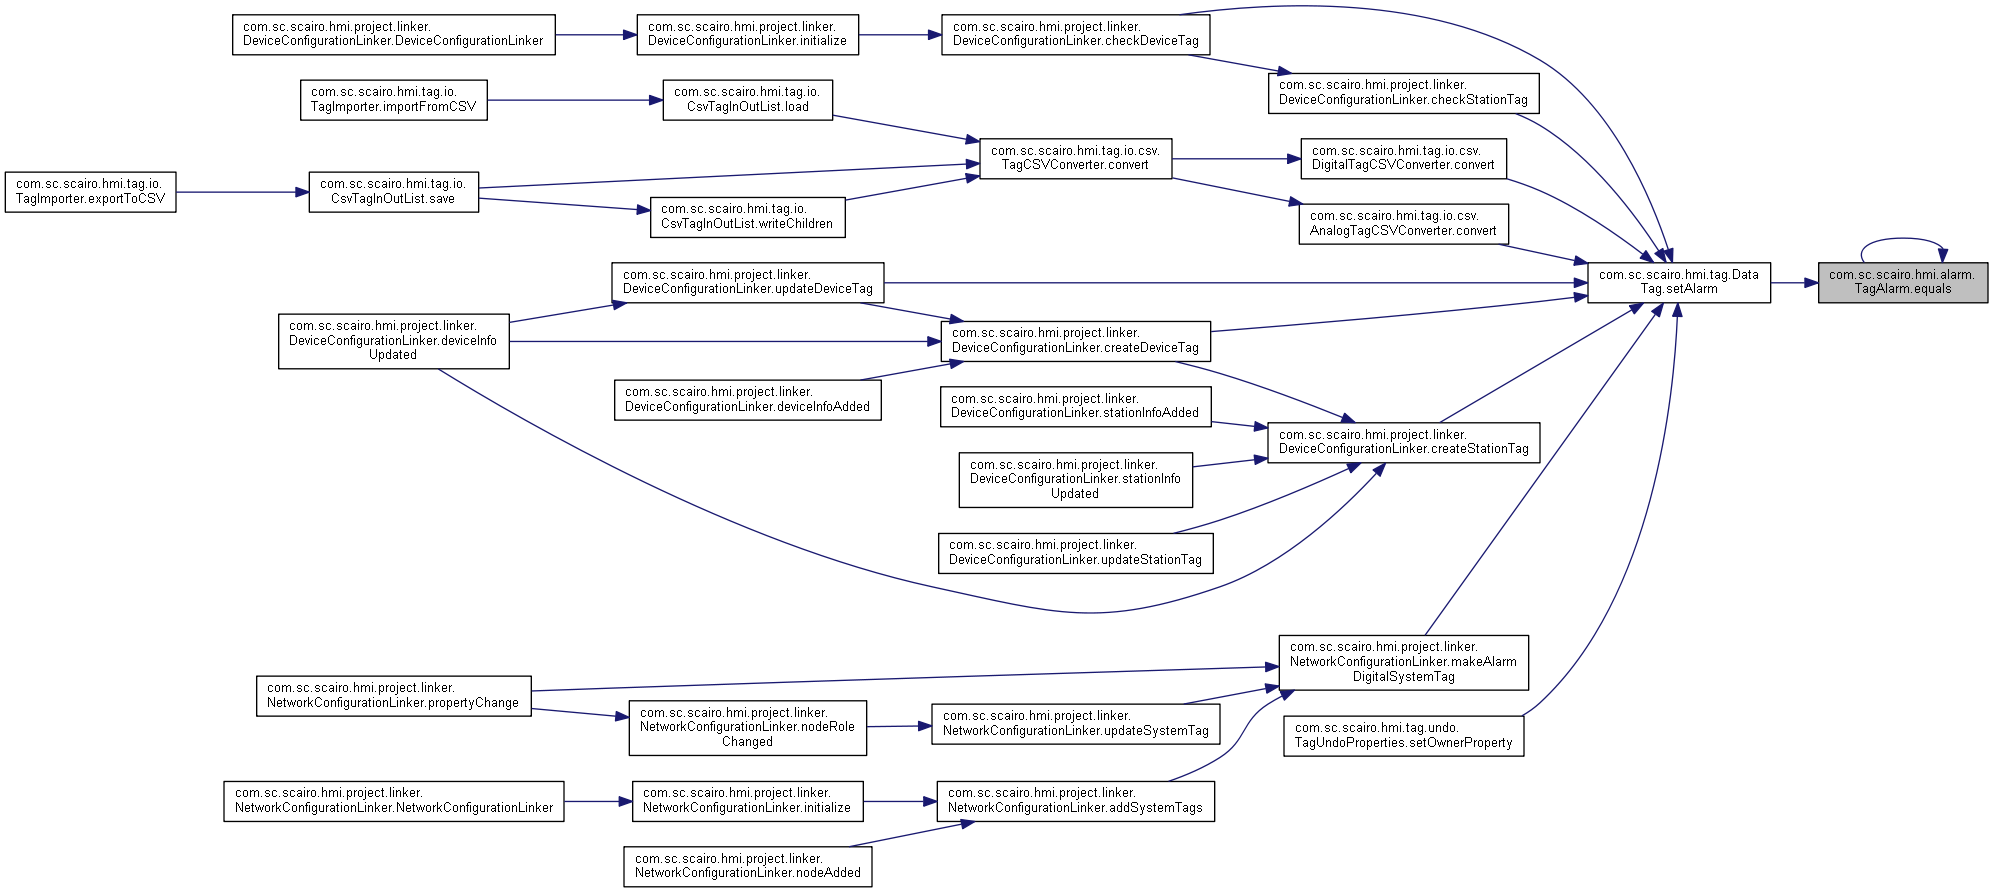 com.sc.scairo.hmi.project.linker.
DeviceConfigurationLinker.DeviceConfigurationLinker
com.sc.scairo.hmi.project.linker.
DeviceConfigurationLinker.initialize
com.sc.scairo.hmi.project.linker.
DeviceConfigurationLinker.checkDeviceTag
com.sc.scairo.hmi.project.linker.
DeviceConfigurationLinker.checkStationTag
com.sc.scairo.hmi.tag.io.
TagImporter.importFromCSV
com.sc.scairo.hmi.tag.io.
CsvTagInOutList.load
com.sc.scairo.hmi.tag.io.csv.
TagCSVConverter.convert
com.sc.scairo.hmi.tag.io.csv.
DigitalTagCSVConverter.convert
com.sc.scairo.hmi.tag.io.
TagImporter.exportToCSV
com.sc.scairo.hmi.tag.io.
CsvTagInOutList.save
com.sc.scairo.hmi.tag.io.
CsvTagInOutList.writeChildren
com.sc.scairo.hmi.tag.io.csv.
AnalogTagCSVConverter.convert
com.sc.scairo.hmi.project.linker.
DeviceConfigurationLinker.updateDeviceTag
com.sc.scairo.hmi.tag.Data
Tag.setAlarm
com.sc.scairo.hmi.alarm.
TagAlarm.equals
com.sc.scairo.hmi.project.linker.
DeviceConfigurationLinker.deviceInfo
Updated
com.sc.scairo.hmi.project.linker.
DeviceConfigurationLinker.createDeviceTag
com.sc.scairo.hmi.project.linker.
DeviceConfigurationLinker.deviceInfoAdded
com.sc.scairo.hmi.project.linker.
DeviceConfigurationLinker.stationInfoAdded
com.sc.scairo.hmi.project.linker.
DeviceConfigurationLinker.createStationTag
com.sc.scairo.hmi.project.linker.
DeviceConfigurationLinker.stationInfo
Updated
com.sc.scairo.hmi.project.linker.
DeviceConfigurationLinker.updateStationTag
com.sc.scairo.hmi.project.linker.
NetworkConfigurationLinker.makeAlarm
DigitalSystemTag
com.sc.scairo.hmi.project.linker.
NetworkConfigurationLinker.propertyChange
com.sc.scairo.hmi.project.linker.
NetworkConfigurationLinker.nodeRole
Changed
com.sc.scairo.hmi.project.linker.
NetworkConfigurationLinker.updateSystemTag
com.sc.scairo.hmi.tag.undo.
TagUndoProperties.setOwnerProperty
com.sc.scairo.hmi.project.linker.
NetworkConfigurationLinker.NetworkConfigurationLinker
com.sc.scairo.hmi.project.linker.
NetworkConfigurationLinker.initialize
com.sc.scairo.hmi.project.linker.
NetworkConfigurationLinker.addSystemTags
com.sc.scairo.hmi.project.linker.
NetworkConfigurationLinker.nodeAdded